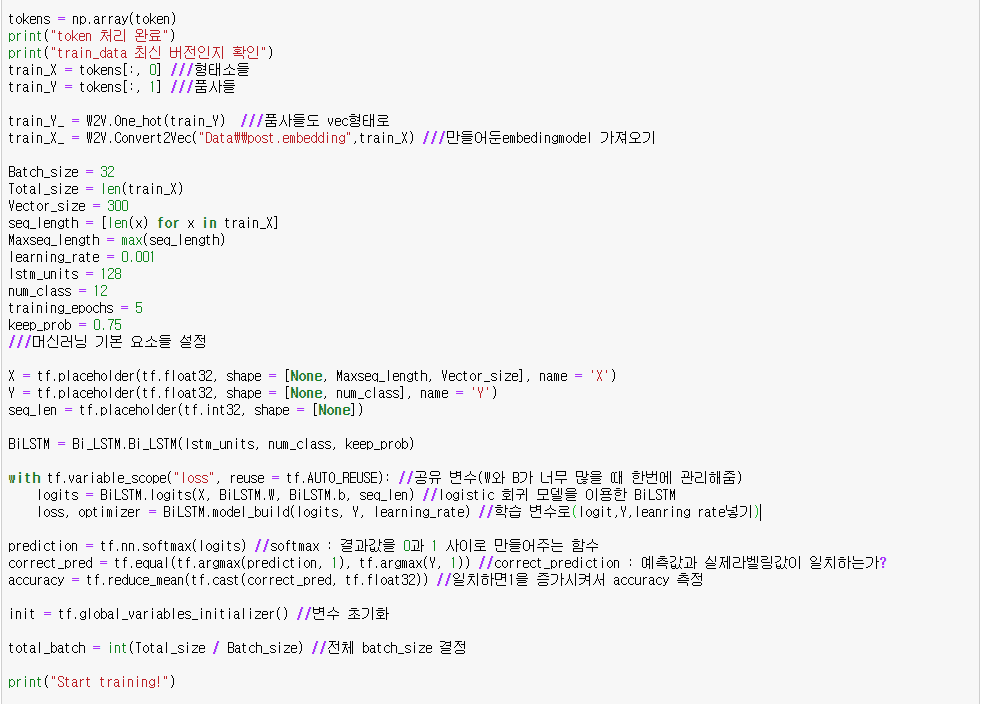 tokens = np.array(token)
print("token 처리 완료")
print("train_data 최신 버전인지 확인")
train_X = tokens[:, 0] ///형태소들
train_Y = tokens[:, 1] ///품사들
train_Y_ = W2V.One_hot(train_Y)  ///품사들도 vec형태로
train_X_ = W2V.Convert2Vec("Data₩₩post.embedding",train_X) ///만들어둔embedingmodel 가져오기
Batch_size = 32
Total_size = len(train_X)
Vector_size = 300
seq_length = [len(x) for x in train_X]
Maxseq_length = max(seq_length)
learning_rate = 0.001
lstm_units = 128
num_class = 12
training_epochs = 5
keep_prob = 0.75
///머신러닝 기본 요소들 설정
X = tf.placeholder(tf.float32, shape = [None, Maxseq_length, Vector_size], name = 'X')
Y = tf.placeholder(tf.float32, shape = [None, num_class], name = 'Y')
seq_len = tf.placeholder(tf.int32, shape = [None])
BiLSTM = Bi_LSTM.Bi_LSTM(lstm_units, num_class, keep_prob)
with tf.variable_scope("loss", reuse = tf.AUTO_REUSE): //공유 변수(W와 B가 너무 많을 때 한번에 관리해줌)
    logits = BiLSTM.logits(X, BiLSTM.W, BiLSTM.b, seq_len) //logistic 회귀 모델을 이용한 BiLSTM
    loss, optimizer = BiLSTM.model_build(logits, Y, learning_rate) //학습 변수로(logit,Y,leanring rate넣기)
prediction = tf.nn.softmax(logits) //softmax : 결과값을 0과 1 사이로 만들어주는 함수
correct_pred = tf.equal(tf.argmax(prediction, 1), tf.argmax(Y, 1)) //correct_prediction : 예측값과 실제라벨링값이 일치하는가?
accuracy = tf.reduce_mean(tf.cast(correct_pred, tf.float32)) //일치하면1을 증가시켜서 accuracy 측정
init = tf.global_variables_initializer() //변수 초기화
total_batch = int(Total_size / Batch_size) //전체 batch_size 결정
print("Start training!")